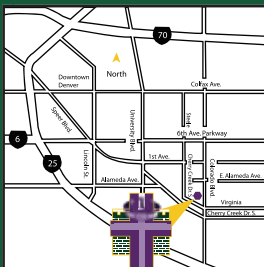 70
North
Downtown
Denver
Colfax Ave.
Speer Blvd
University Blvd
Steele
6
6th Ave. Parkway
25
Lincoln St.
1st Ave.
Cherry Creek Dr. S
Colorado Blvd.
Alameda Ave.
E. Alameda Ave.
Virginia
Cherry Creek Dr. S.